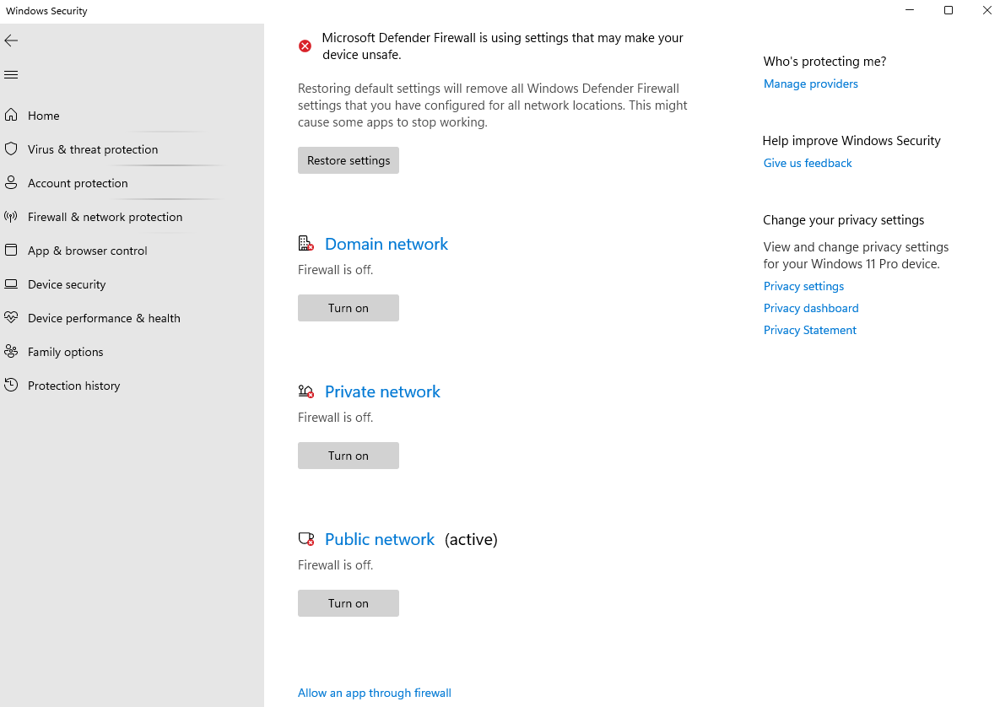 Windows Security
Home
Virus & threat protection
Account protection
Firewall & network protection
App & browser control
Device security
Device performance & health
Family options
Protection history
Microsoft Defender Firewall is using settings that may make your
device unsafe.
Restoring default settings will remove all Windows Defender Firewall
settings that you have configured for all network locations. This might
cause some apps to stop working.
Restore settings
Domain network
Firewall is off.
Turn on
Private network
Firewall is off.
Turn on
Public network (active)
Firewall is off.
Turn on
Allow an app through firewall
Who's protecting me?
Manage providers
Help improve Windows Security
Give us feedback
Change your privacy settings
View and change privacy settings
for your Windows 11 Pro device.
Privacy settings
Privacy dashboard
Privacy Statement